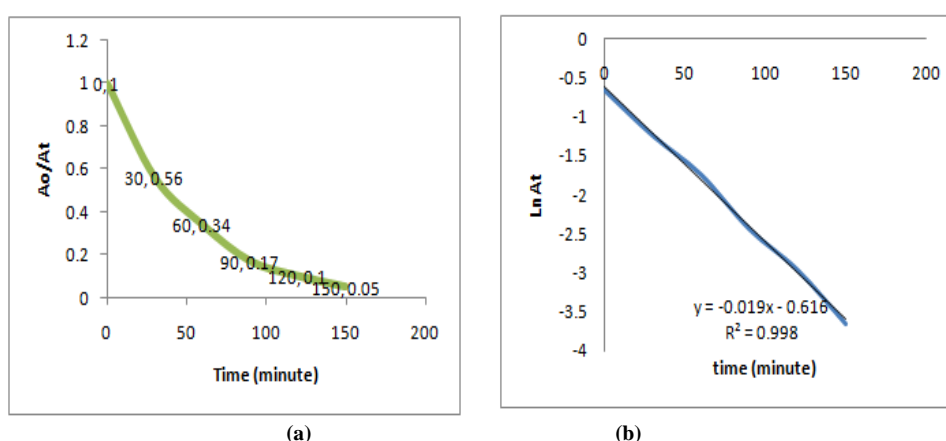 1.2
1
0.8
0.6
0.4
0.2
0
Ao/At
0,1
30, 0.56
60, 0.34
90, 0.17
120, 0.1
150, 0.05
0 50 100 150 200
Time (minute)
(a)
0
-0.5
-1
-1.5
-2
-2.5
-3
-3.5
-4
Ln At
0 50 100 150 200
y = -0.019x - 0.616
R² = 0.998
time (minute)
(b)